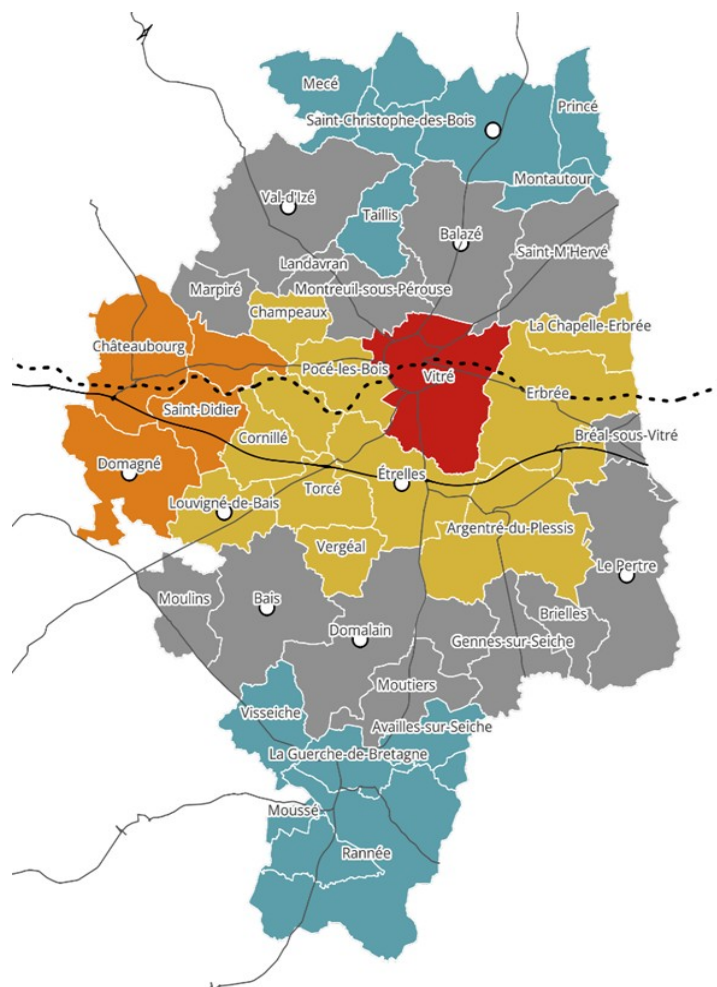 Mecé
Prince
Saint-Christophe-des-Bois
Montautour
Val-d'Izé
Taillis
Balazé
Saint-M'Hervé
Landavran
Marpiré
Montreuil-sous-Pérouse
Champeaux
La Chapelle-Erbrée
Châteaubourg
Pocé-les-Bois
Vitré
Erbrée
Saint-Didier
Cornillé
Bréal-sous-Vitré
Domagné
Étrelles
Torcé
Louvigné-de-Bais
Argentré-du-Plessis
Vergéal
Le Pertre
Moulins
Bais
Brielles
Domalain
Gennes-sur-Seiche
Moutiers
Visseiche
Availles-sur-Seiche
La Guerche-de-Bretagne
Moussé
Rannée